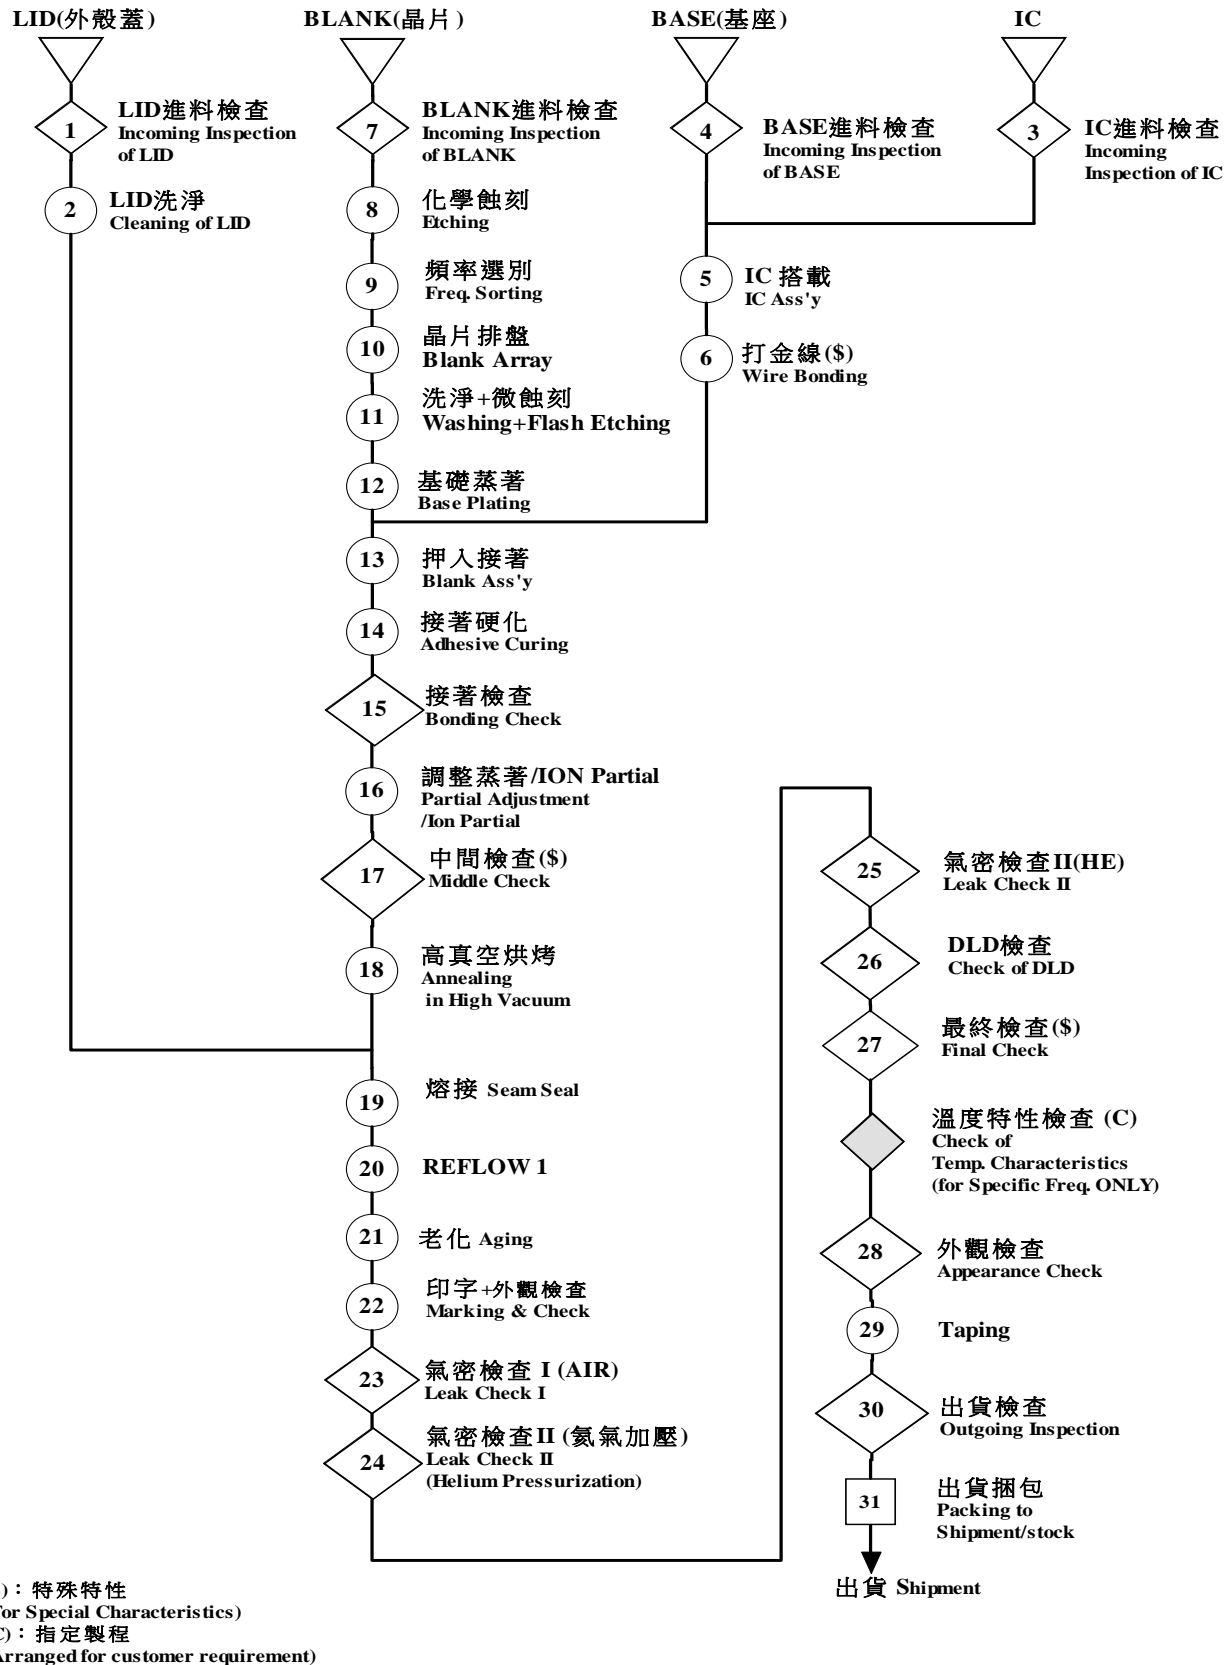 LID(外殼蓋)
BLANK(晶片)
BASE(基座)
IC
1
LID進料檢查
Incoming Inspection
of LID
7
BLANK進料檢查
Incoming Inspection
of BLANK
4
BASE進料檢查
Incoming Inspection
of BASE
3
IC進料檢查
Incoming
Inspection of IC
2
LID洗淨
Cleaning of LID
8
化學蝕刻
Etching
9
頻率選別
Freq. Sorting
5
IC 搭載
IC Ass'y
10
晶片排盤
Blank Array
6
打金線($)
Wire Bonding
11
洗淨+微蝕刻
Washing+Flash Etching
12
基礎蒸著
Base Plating
13
押入接著
Blank Ass'y
14
接著硬化
Adhesive Curing
15
接著檢查
Bonding Check
16
調整蒸著/ION Partial
Partial Adjustment
/Ion Partial
17
中間檢查($)
Middle Check
18
高真空烘烤
Annealing
in High Vacuum
19
熔接 Seam Seal
20
REFLOW 1
21
老化 Aging
22
印字+外觀檢查
Marking & Check
23
氣密檢查 I (AIR)
Leak Check I
24
氣密檢查II (氦氣加壓)
Leak Check II
(Helium Pressurization)
25
氣密檢查II(HE)
Leak Check II
26
DLD檢查
Check of DLD
27
最終檢查($)
Final Check
溫度特性檢查 (C)
Check of
Temp. Characteristics
(for Specific Freq. ONLY)
28
外觀檢查
Appearance Check
29
Taping
30
出貨檢查
Outgoing Inspection
31
出貨捆包
Packing to
Shipment/stock
出貨 Shipment
)：特殊特性
or Special Characteristics)
C)：指定製程
Arranged for customer requirement)